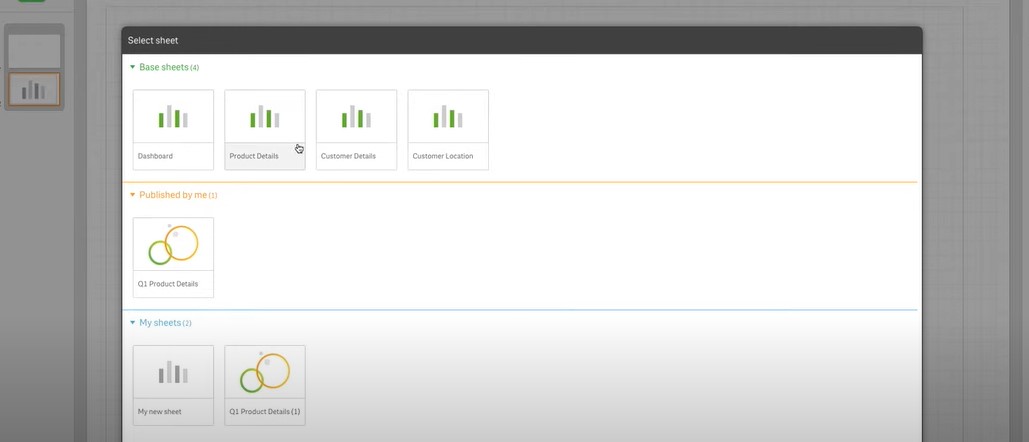 Select sheet
Base sheets (4)
Dashboard
Product Details
Customer Details
Customer Location
Published by me (1)
Q1 Product Details
My sheets (2)
My new sheet
Q1 Product Details (1)